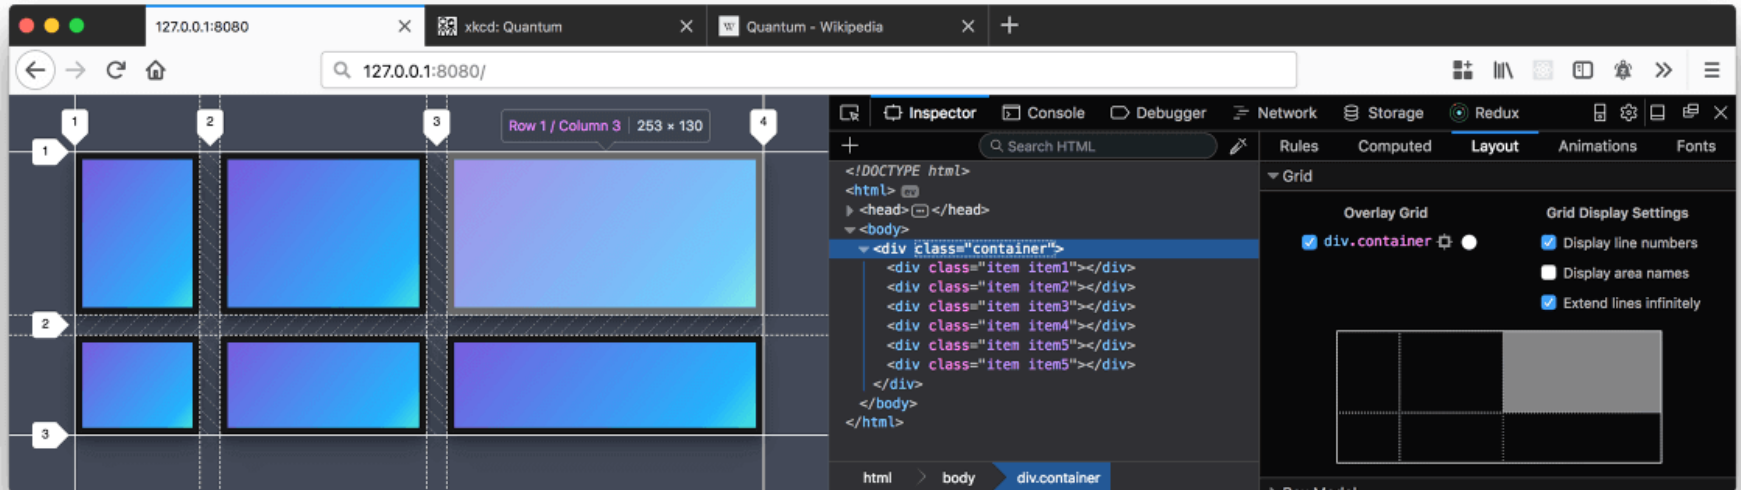 127.0.0.1:8080
xkcd: Quantum
W
Quantum - Wikipedia
127.0.0.1:8080/
1
2
3
4
Row 1 / Column 3
253 × 130
1
2
3
Inspector
Console
Debugger
Network
Storage
Redux
Search HTML
<!DOCTYPE html>
<html> ev
<head> ... </head>
<body>
<div class="container">
<div class="item item1"></div>
<div class="item item2"></div>
<div class="item item3"></div>
<div class="item item4"></div>
<div class="item item5"></div>
<div class="item item5"></div>
</div>
</body>
</html>
html
body
div.container
Rules
Computed
Layout
Animations
Fonts
Grid
Overlay Grid
div.container
Grid Display Settings
Display line numbers
Display area names
Extend lines infinitely